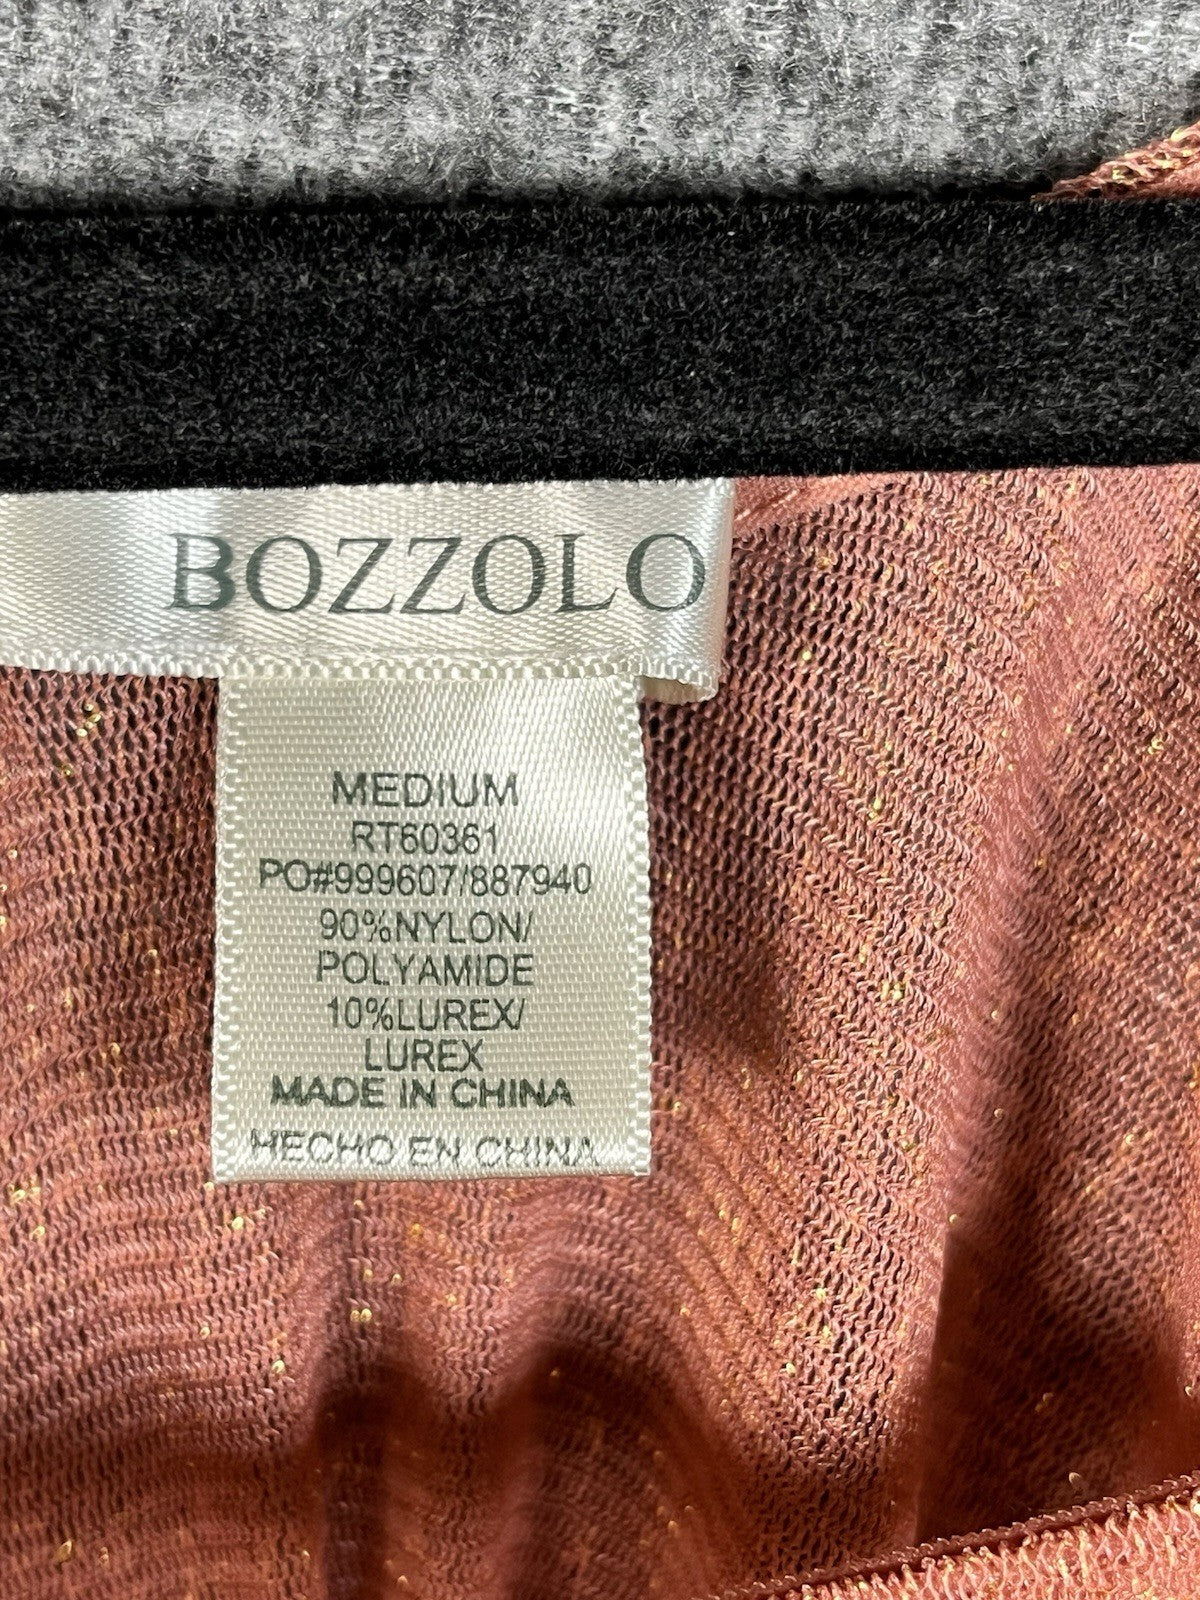 BOZZOLO
MEDIUM
RT60361
PO#999607/887940
90%NYLON/
POLYAMIDE
10%LUREX/
LUREX
MADE IN CHINA
HECHO EN CHINA